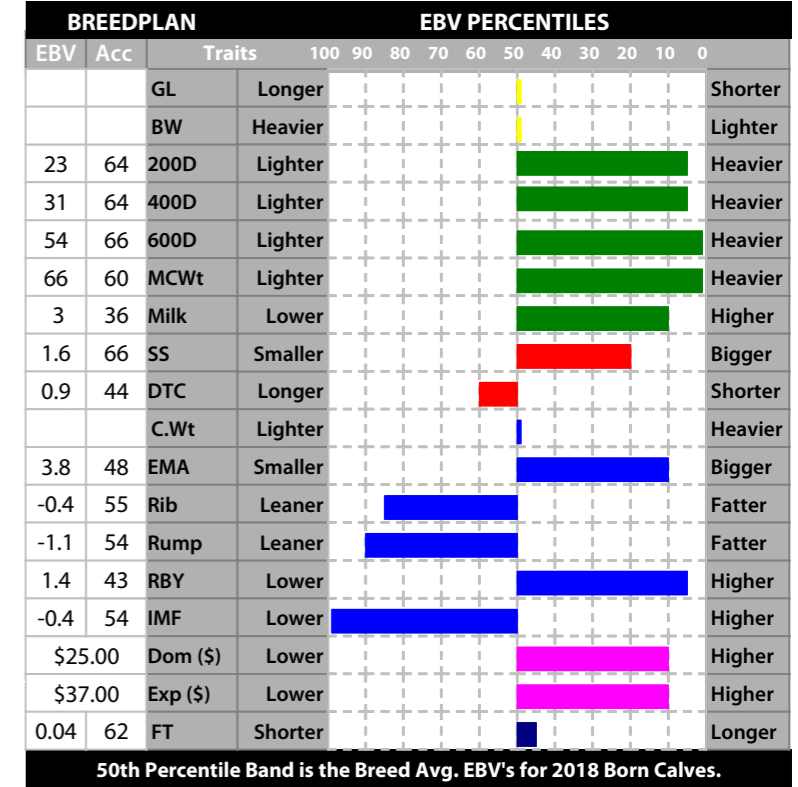 BREEDPLAN EBV PERCENTILES
EBV Acc Traits 100 90 80 70 60 50 40 30 20 10 0
GL Longer Shorter
BW Heavier Lighter
23 64 200D Lighter Heavier
31 64 400D Lighter Heavier
54 66 600D Lighter Heavier
66 60 MCWt Lighter Heavier
3 36 Milk Lower Higher
1.6 66 SS Smaller Bigger
0.9 44 DTC Longer Shorter
C.Wt Lighter Heavier
3.8 48 EMA Smaller Bigger
-0.4 55 Rib Leaner Fatter
-1.1 54 Rump Leaner Fatter
1.4 43 RBY Lower Higher
-0.4 54 IMF Lower Higher
$25.00 Dom ($) Lower Higher
$37.00 Exp ($) Lower Higher
0.04 62 FT Shorter Longer
50th Percentile Band is the Breed Avg. EBV's for 2018 Born Calves.